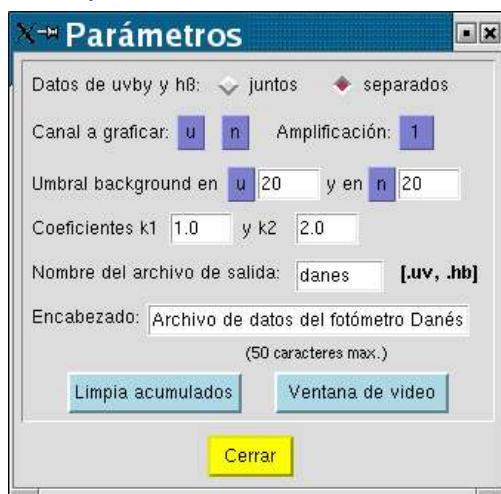 Parámetros
Datos de uvby y hß: juntos separados
Canal a graficar: u n Amplificación: 1
Umbral background en u 20 y en n 20
Coeficientes k1 1.0 y k2 2.0
Nombre del archivo de salida: danes [.uv, .hb]
Encabezado: Archivo de datos del fotómetro Danés
(50 caracteres max.)
Limpia acumulados Ventana de video
Cerrar